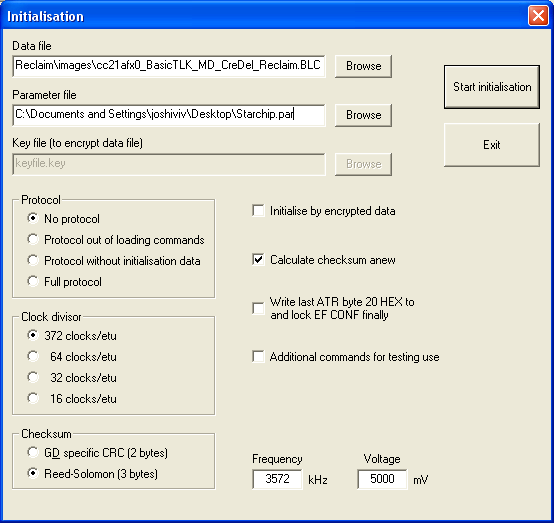 Initialisation
Data file
Reclaim\images\cc21afx0_BasicTLK_MD_CreDel_Reclaim.BLC
Browse
Start initialisation
Parameter file
C:\Documents and Settings\joshiviv\Desktop\Starchip.par
Browse
Exit
Key file (to encrypt data file)
keyfile.key
Browse
Protocol
No protocol
Protocol out of loading commands
Protocol without initialisation data
Full protocol
Initialise by encrypted data
Calculate checksum anew
Write last ATR byte 20 HEX to
and lock EF CONF finally
Additional commands for testing use
Clock divisor
372 clocks/etu
64 clocks/etu
32 clocks/etu
16 clocks/etu
Checksum
GD specific CRC (2 bytes)
Reed-Solomon (3 bytes)
Frequency
3572 kHz
Voltage
5000 mV